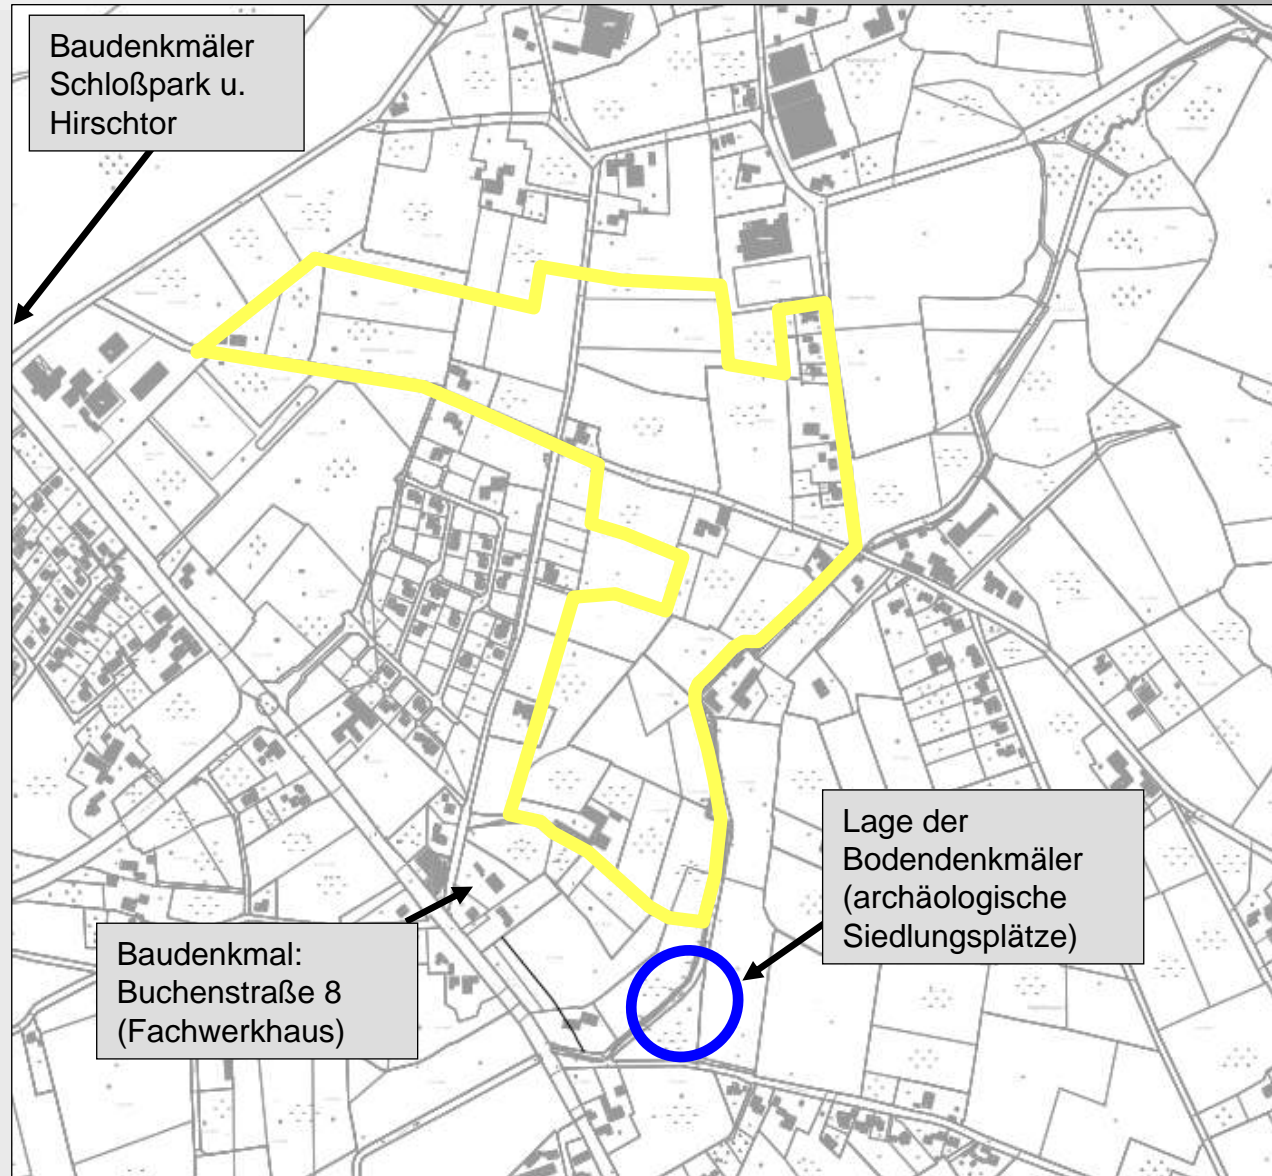 Baudenkmäler
Schloßpark u.
Hirschtor
Lage der
Bodendenkmäler
(archäologische
Siedlungsplätze)
Baudenkmal:
Buchenstraße 8
(Fachwerkhaus)